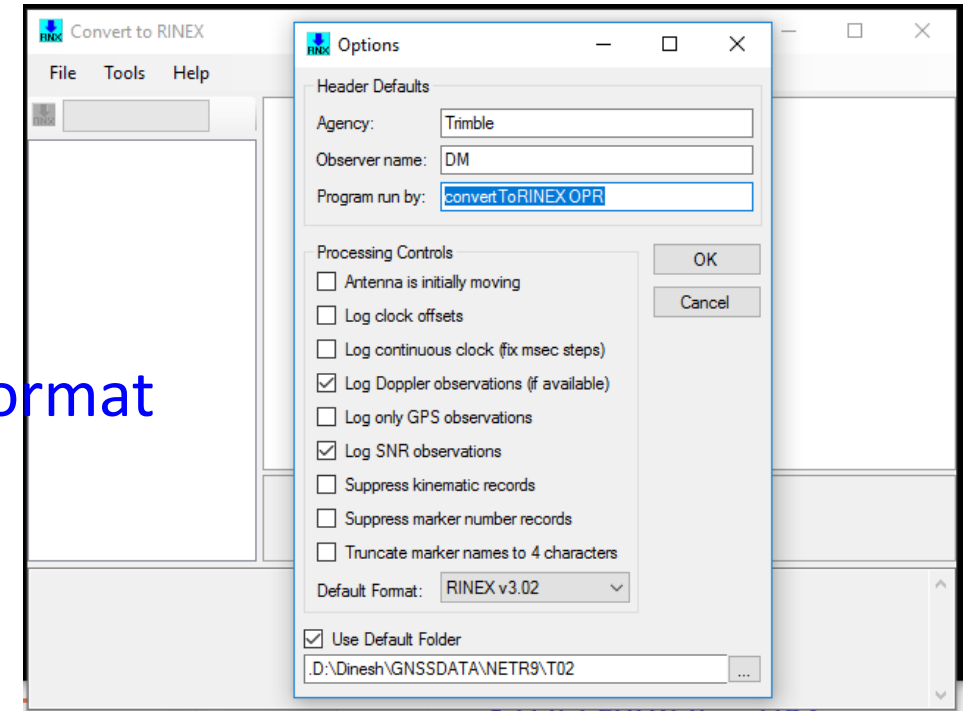 RNX Convert to RINEX
File Tools Help
RNX
ormat
RNX Options
Header Defaults
Agency: Trimble
Observer name: DM
Program run by: convertToRINEX OPR
Processing Controls
Antenna is initially moving
Log clock offsets
Log continuous clock (fix msec steps)
Log Doppler observations (if available)
Log only GPS observations
Log SNR observations
Suppress kinematic records
Suppress marker number records
Truncate marker names to 4 characters
Default Format: RINEX v3.02
OK
Cancel
Use Default Folder
.D:\Dinesh\GNSSDATA\NETR9\T02 ...